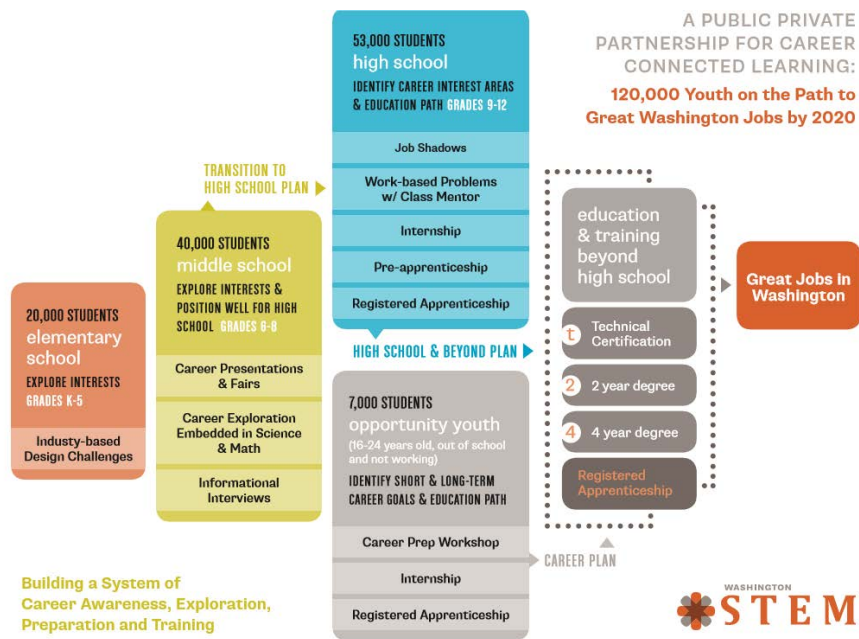 A PUBLIC PRIVATE
PARTNERSHIP FOR CAREER
CONNECTED LEARNING:
120,000 Youth on the Path to
Great Washington Jobs by 2020
20,000 STUDENTS
elementary
school
EXPLORE INTERESTS
GRADES K-5
Industy-based
Design Challenges
TRANSITION TO
HIGH SCHOOL PLAN
40,000 STUDENTS
middle school
EXPLORE INTERESTS &
POSITION WELL FOR HIGH
SCHOOL GRADES 6-8
Career Presentations
& Fairs
Career Exploration
Embedded in Science
& Math
Informational
Interviews
53,000 STUDENTS
high school
IDENTIFY CAREER INTEREST AREAS
& EDUCATION PATH GRADES 9-12
Job Shadows
Work-based Problems
w/ Class Mentor
Internship
Pre-apprenticeship
Registered Apprenticeship
HIGH SCHOOL & BEYOND PLAN
7,000 STUDENTS
opportunity youth
(16-24 years old, out of school
and not working)
IDENTIFY SHORT & LONG-TERM
CAREER GOALS & EDUCATION PATH
Career Prep Workshop
Internship
Registered Apprenticeship
CAREER PLAN
education
& training
beyond
high school
t Technical
Certification
2 2 year degree
4 4 year degree
Registered
Apprenticeship
Great Jobs in
Washington
Building a System of
Career Awareness, Exploration,
Preparation and Training
WASHINGTON
STEM